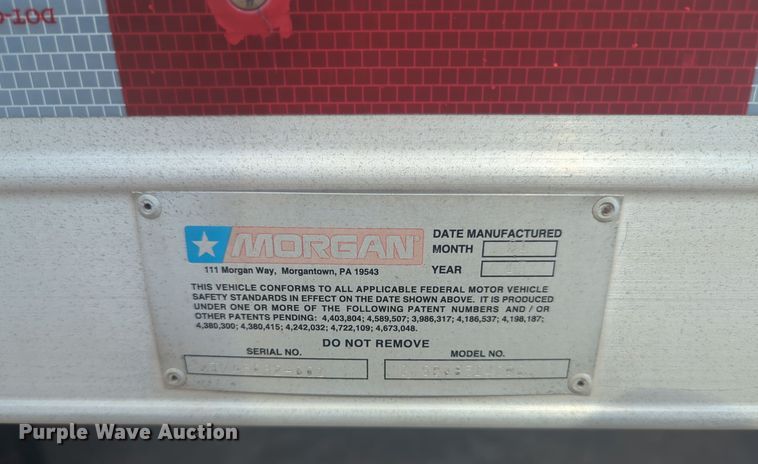 DOT-C
MORGAN
DATE MANUFACTURED
MONTH
YEAR
111 Morgan Way, Morgantown, PA 19543
THIS VEHICLE CONFORMS TO ALL APPLICABLE FEDERAL MOTOR VEHICLE
SAFETY STANDARDS IN EFFECT ON THE DATE SHOWN ABOVE. IT IS PRODUCED
UNDER ONE OR MORE OF THE FOLLOWING PATENT NUMBERS AND / OR
OTHER PATENTS PENDING: 4,403,804; 4,589,507; 3,986,317; 4,186,537; 4,198,187;
4,380,300; 4,380,415; 4,242,032; 4,722,109; 4,673,048.
DO NOT REMOVE
SERIAL NO.
MODEL NO.
Purple Wave Auction